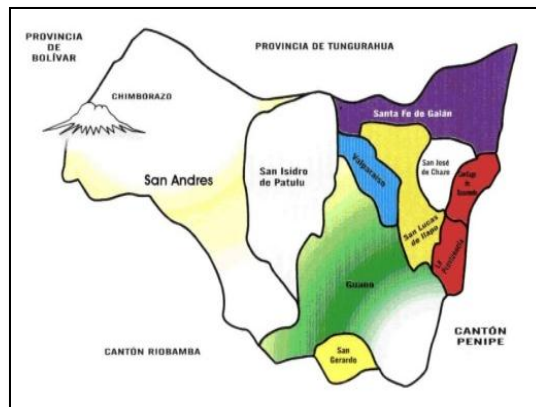 PROVINCIA
DE
BOLÍVAR
PROVINCIA DE TUNGURAHUA
CHIMBORAZO
Santa Fe de Galán
San Andres
San Isidro
de Patulu
Valparaiso
San José
de Chazo
San Lucas
de Ilapo
La Providencia
Guano
San
Gerardo
CANTÓN RIOBAMBA
CANTÓN
PENIPE